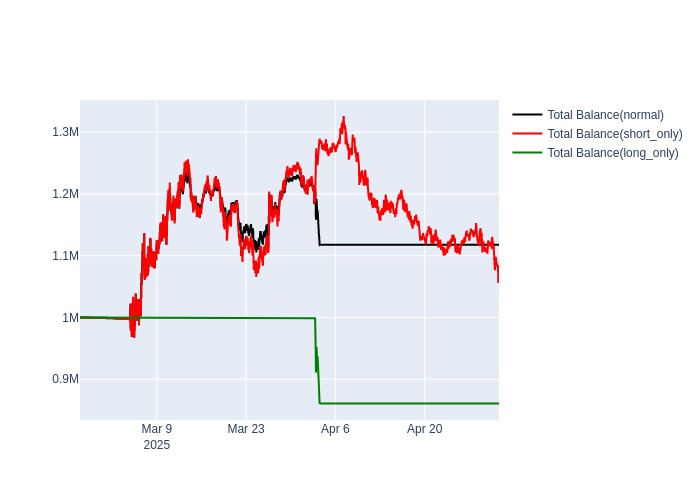 1.3M
1.2M
1.1M
1M
0.9M
Mar 9
2025
Mar 23
Apr 6
Apr 20
Total Balance(normal)
Total Balance(short_only)
Total Balance(long_only)